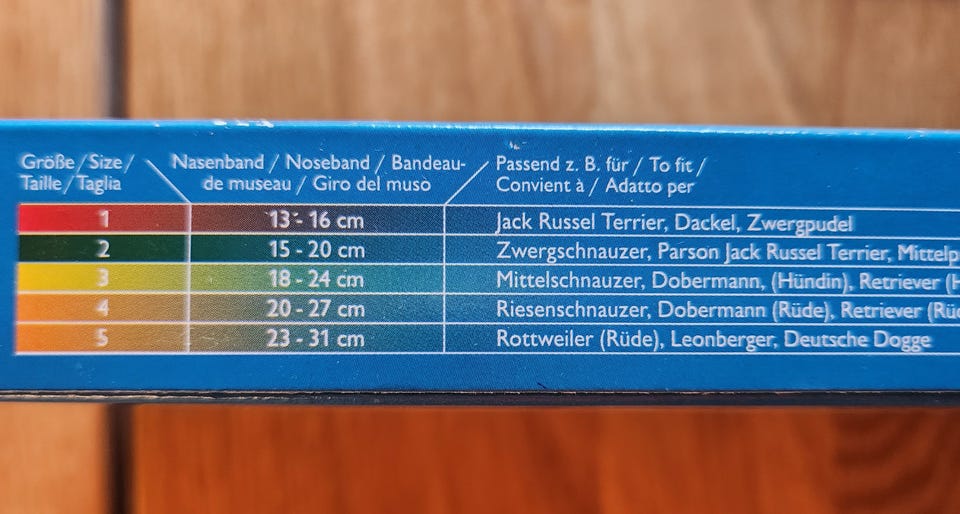 Größe / Size / Nasenband / Noseband / Bandeau- Passend z. B. für / To fit /
Taille / Taglia de museau / Giro del muso Convient à / Adatto per
1 13 - 16 cm Jack Russel Terrier, Dackel, Zwergpudel
2 15 - 20 cm Zwergschnauzer, Parson Jack Russel Terrier, Mittelp
3 18 - 24 cm Mittelschnauzer, Dobermann, (Hündin), Retriever (H
4 20 - 27 cm Riesenschnauzer, Dobermann (Rüde), Retriever (Rüd
5 23 - 31 cm Rottweiler (Rüde), Leonberger, Deutsche Dogge